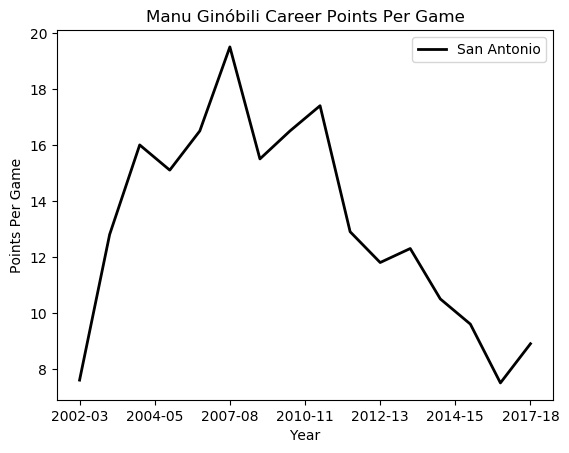 Manu Ginóbili Career Points Per Game
San Antonio
Points Per Game
20
18
16
14
12
10
8
2002-03 2004-05 2007-08 2010-11 2012-13 2014-15 2017-18
Year